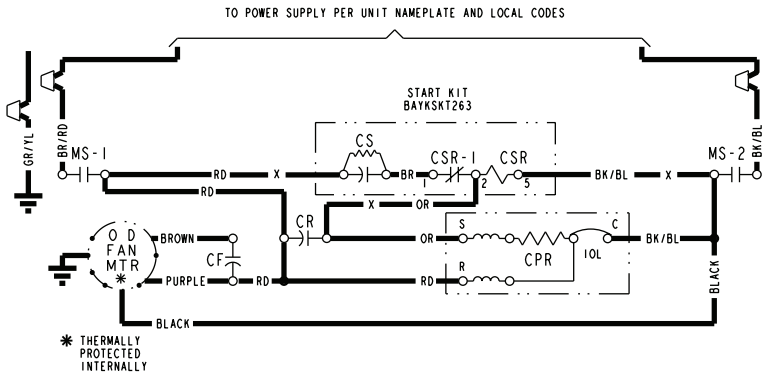 TO POWER SUPPLY PER UNIT NAMEPLATE AND LOCAL CODES
START KIT
BAYKSKT263
GR/YL
BR/RD
BK/BL
MS-1
CS
CSR-1
CSR
MS-2
RD
X
BR
1
2
5
BK/BL
X
RD
X
OR
CR
S
C
O D
FAN
MTR
*
BROWN
CF
OR
CPR
IOL
BK/BL
R
PURPLE
RD
RD
BLACK
BLACK
* THERMALLY
PROTECTED
INTERNALLY